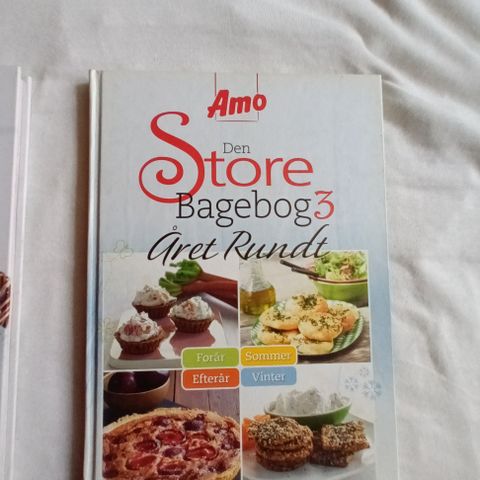 Amo
Den
Store
Bagebog 3
Året Rundt
Forår
Sommer
Efterår
Vinter